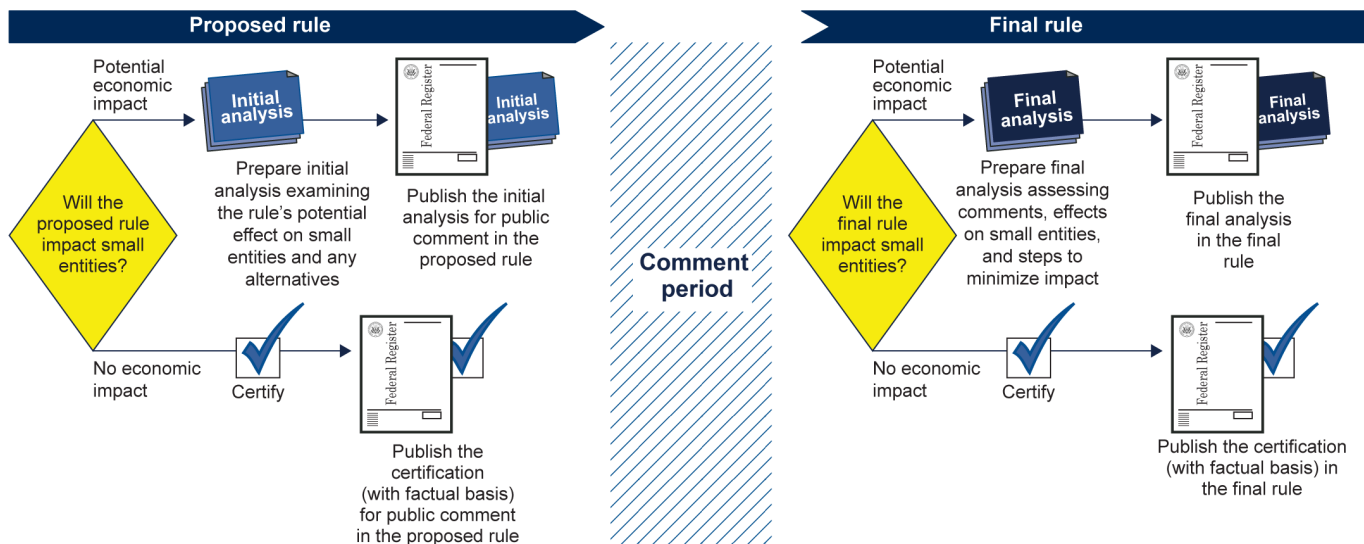 Proposed rule
Final rule
Potential
economic
impact
Initial
analysis
Federal Register
Initial
analysis
Will the
proposed rule
impact small
entities?
Prepare initial
analysis examining
the rule's potential
effect on small
entities and any
alternatives
Publish the initial
analysis for public
comment in the
proposed rule
No economic
impact
Certify
Federal Register
Publish the
certification
(with factual basis)
for public comment
in the proposed rule
Comment
period
Potential
economic
impact
Final
analysis
Federal Register
Final
analysis
Will the
final rule
impact small
entities?
Prepare final
analysis assessing
comments, effects
on small entities,
and steps to
minimize impact
Publish the
final analysis
in the final
rule
No economic
impact
Certify
Federal Register
Publish the certification
(with factual basis) in
the final rule